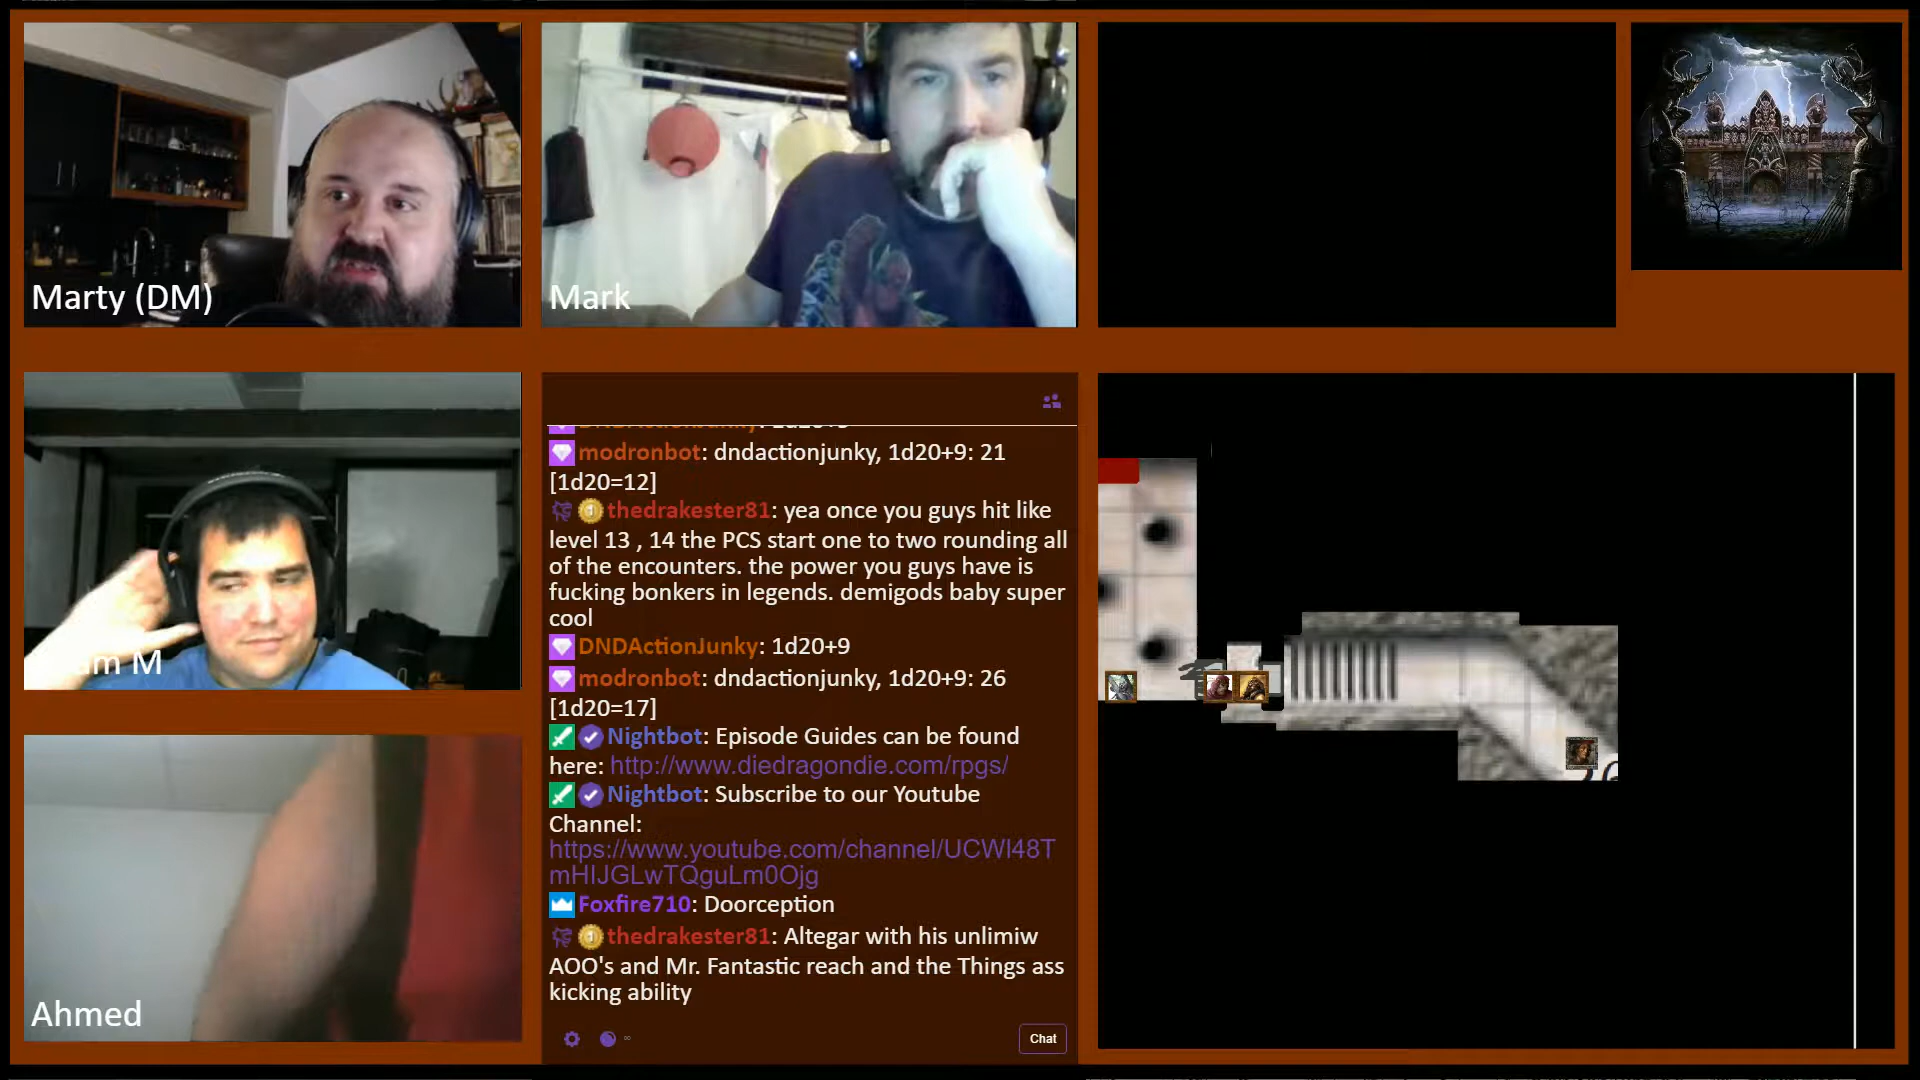 Marty (DM)
Mark
modronbot: dndactionjunky, 1d20+9: 21
[1d20=12]
thedrakester81: yea once you guys hit like
level 13 , 14 the PCS start one to two rounding all
of the encounters. the power you guys have is
fucking bonkers in legends. demigods baby super
cool
DNDActionJunky: 1d20+9
modronbot: dndactionjunky, 1d20+9: 26
[1d20=17]
Nightbot: Episode Guides can be found
here: http://www.diedragondie.com/rpgs/
Nightbot: Subscribe to our Youtube
Channel:
https://www.youtube.com/channel/UCWI48T
mHIJGLwTQguLm0Ojg
Foxfire710: Doorception
thedrakester81: Altegar with his unlimiw
AOO's and Mr. Fantastic reach and the Things ass
kicking ability
Chat
M
Ahmed